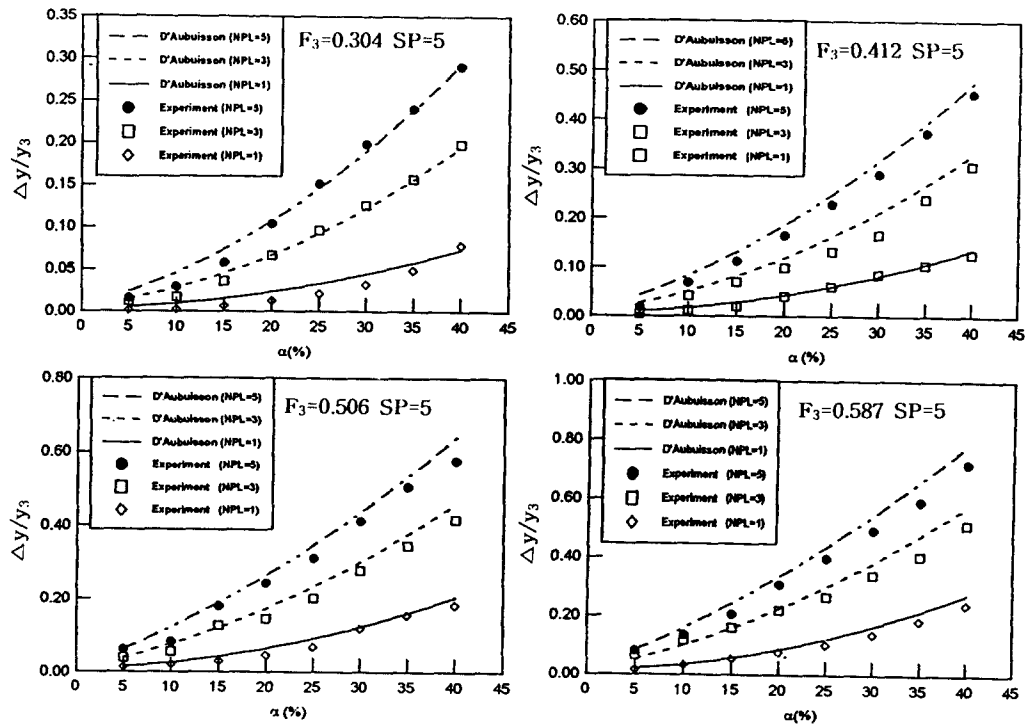 0.35
0.30
0.25
0.20
0.15
0.10
0.05
0.00
△y/y₃
D'Aubuisson (NPL=5)
D'Aubuisson (NPL=3)
D'Aubuisson (NPL=1)
Experiment (NPL=5)
Experiment (NPL=3)
Experiment (NPL=1)
F₃=0.304 SP=5
0 5 10 15 20 25 30 35 40 45
α(%)
0.60
0.50
0.40
0.30
0.20
0.10
0.00
△y/y₃
D'Aubuisson (NPL=5)
D'Aubuisson (NPL=3)
D'Aubuisson (NPL=1)
Experiment (NPL=5)
Experiment (NPL=3)
Experiment (NPL=1)
F₃=0.412 SP=5
0 5 10 15 20 25 30 35 40 45
α(%)
0.80
0.60
0.40
0.20
0.00
△y/y₃
D'Aubuisson (NPL=5)
D'Aubuisson (NPL=3)
D'Aubuisson (NPL=1)
Experiment (NPL=5)
Experiment (NPL=3)
Experiment (NPL=1)
F₃=0.506 SP=5
0 5 10 15 20 25 30 35 40 45
α(%)
1.00
0.80
0.60
0.40
0.20
0.00
△y/y₃
D'Aubuisson (NPL=5)
D'Aubuisson (NPL=3)
D'Aubuisson (NPL=1)
Experiment (NPL=5)
Experiment (NPL=3)
Experiment (NPL=1)
F₃=0.587 SP=5
0 5 10 15 20 25 30 35 40 45
α(%)